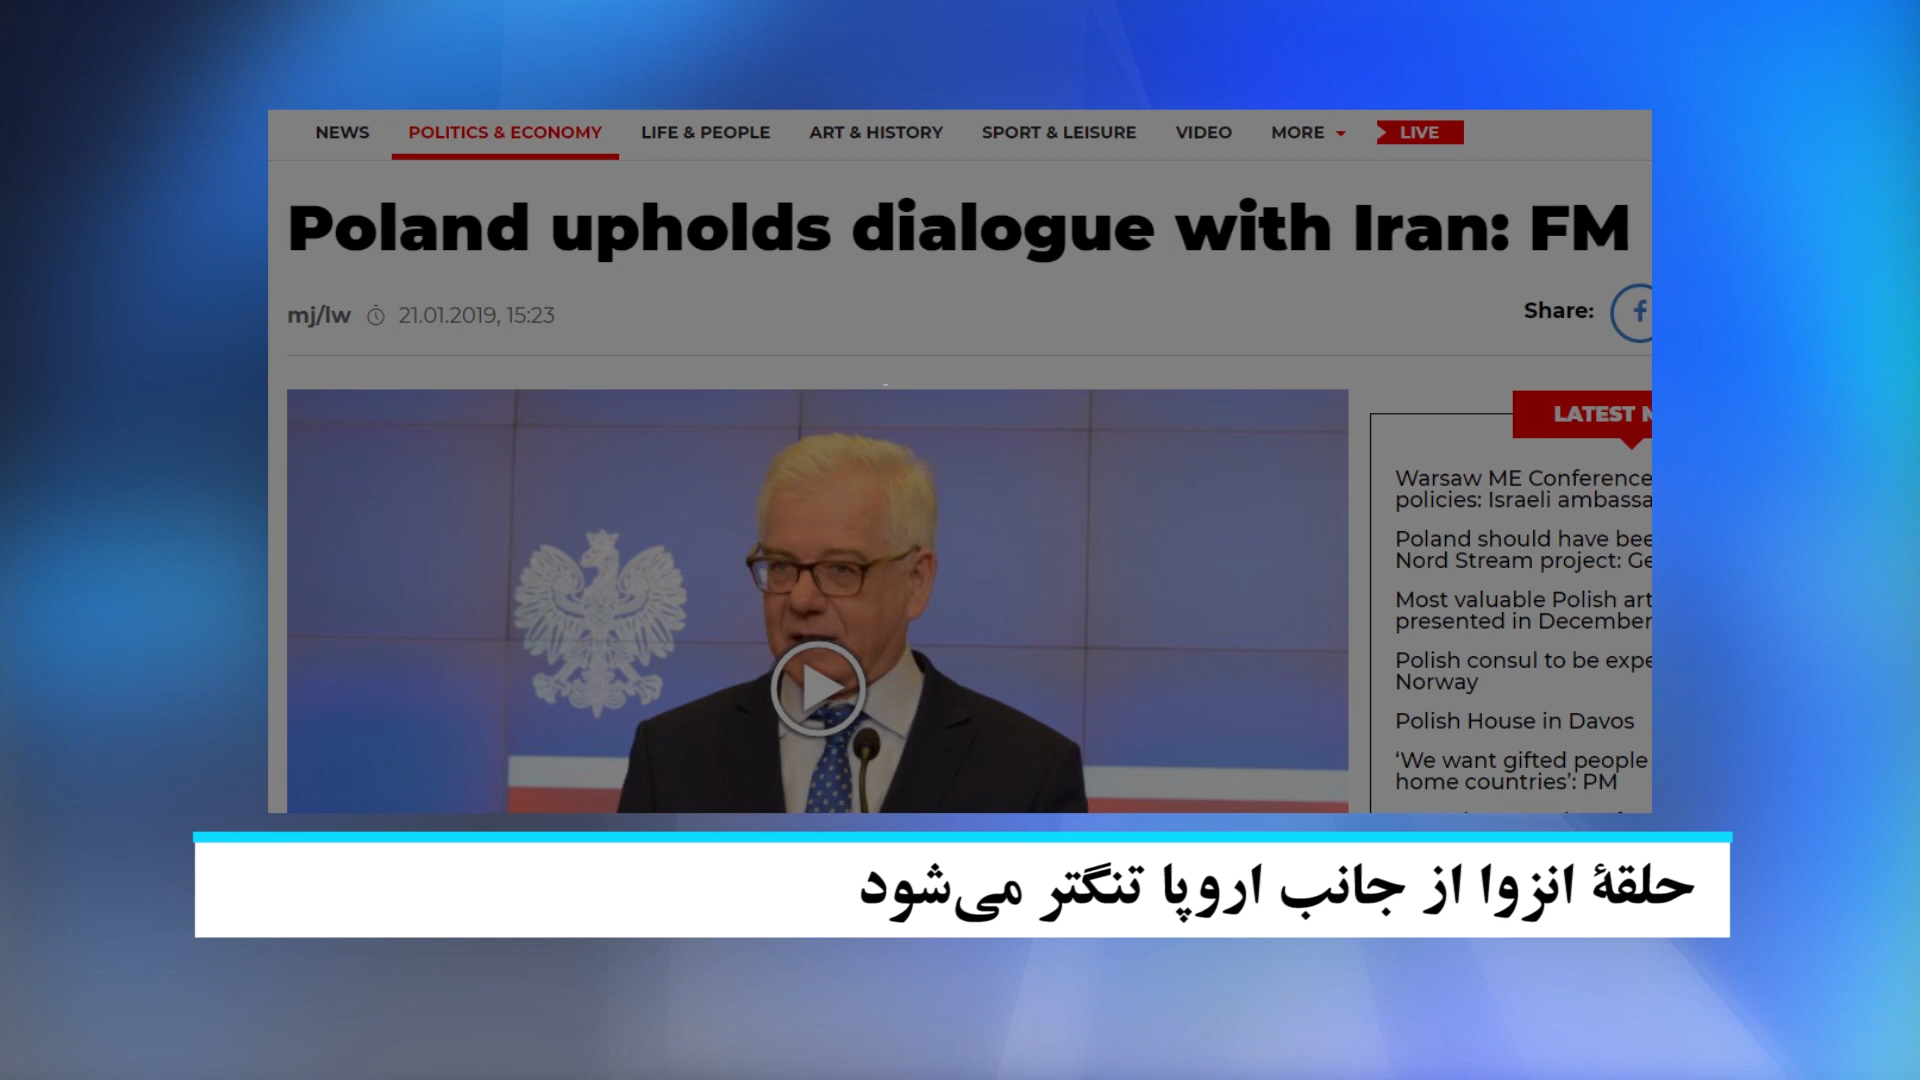 NEWS POLITICS & ECONOMY LIFE & PEOPLE ART & HISTORY SPORT & LEISURE VIDEO MORE LIVE
Poland upholds dialogue with Iran: FM
mj/lw 21.01.2019, 15:23
Share:
LATEST
Warsaw ME Conference
policies: Israeli ambassa
Poland should have bee
Nord Stream project: Ge
Most valuable Polish art
presented in December
Polish consul to be expe
Norway
Polish House in Davos
‘We want gifted people
home countries’: PM
حلقهٔ انزوا از جانب اروپا تنگتر می‌شود